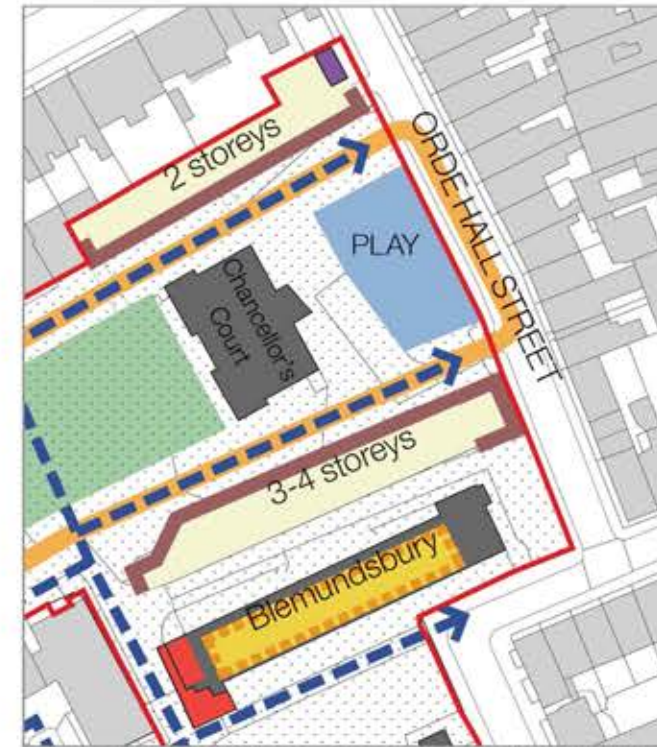 2 storeys
ORDE HALL STREET
PLAY
Chancellor's
Court
3-4 storeys
Blemundsbury